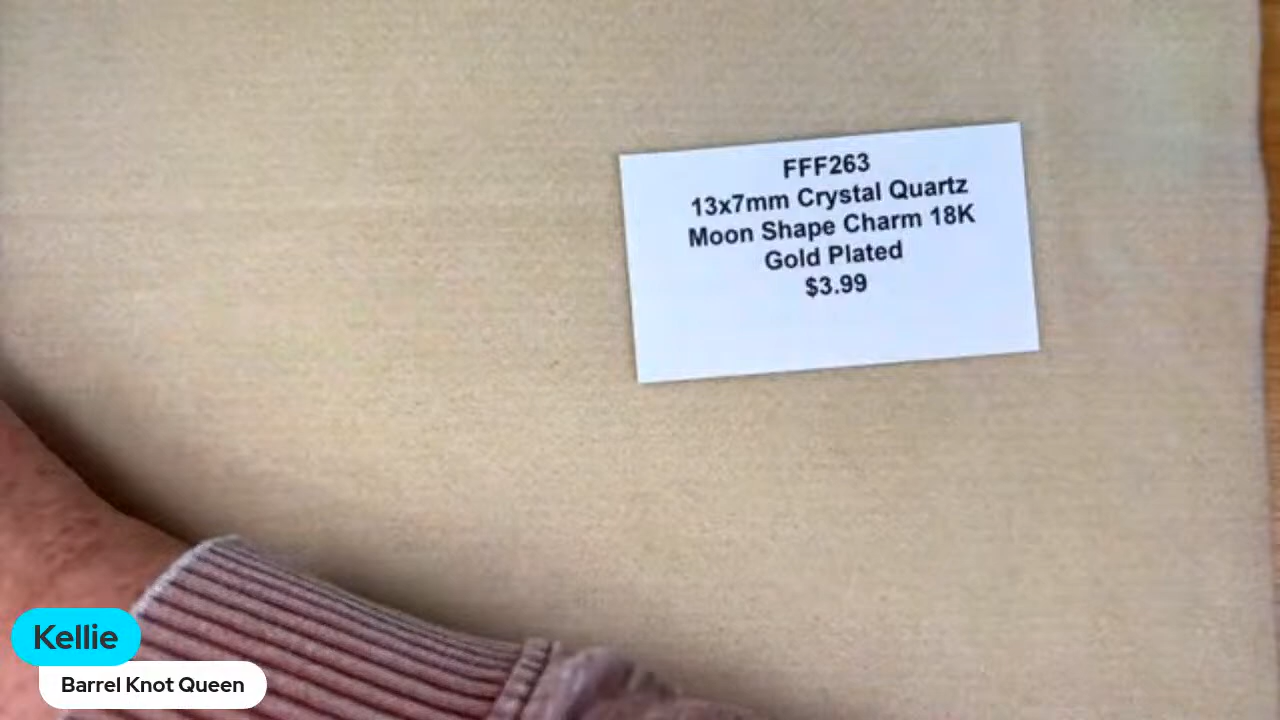 FFF263
13x7mm Crystal Quartz
Moon Shape Charm 18K
Gold Plated
$3.99
Kellie
Barrel Knot Queen